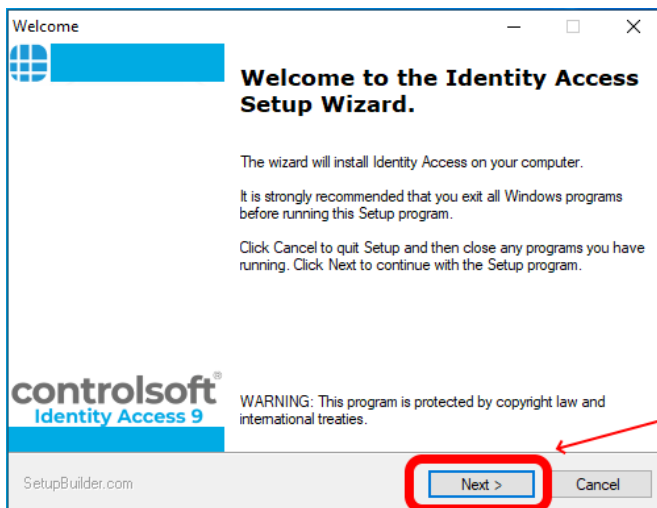 Welcome
Welcome to the Identity Access
Setup Wizard.
The wizard will install Identity Access on your computer.
It is strongly recommended that you exit all Windows programs
before running this Setup program.
Click Cancel to quit Setup and then close any programs you have
running. Click Next to continue with the Setup program.
controlsoft®
Identity Access 9
WARNING: This program is protected by copyright law and
international treaties.
SetupBuilder.com
Next >
Cancel